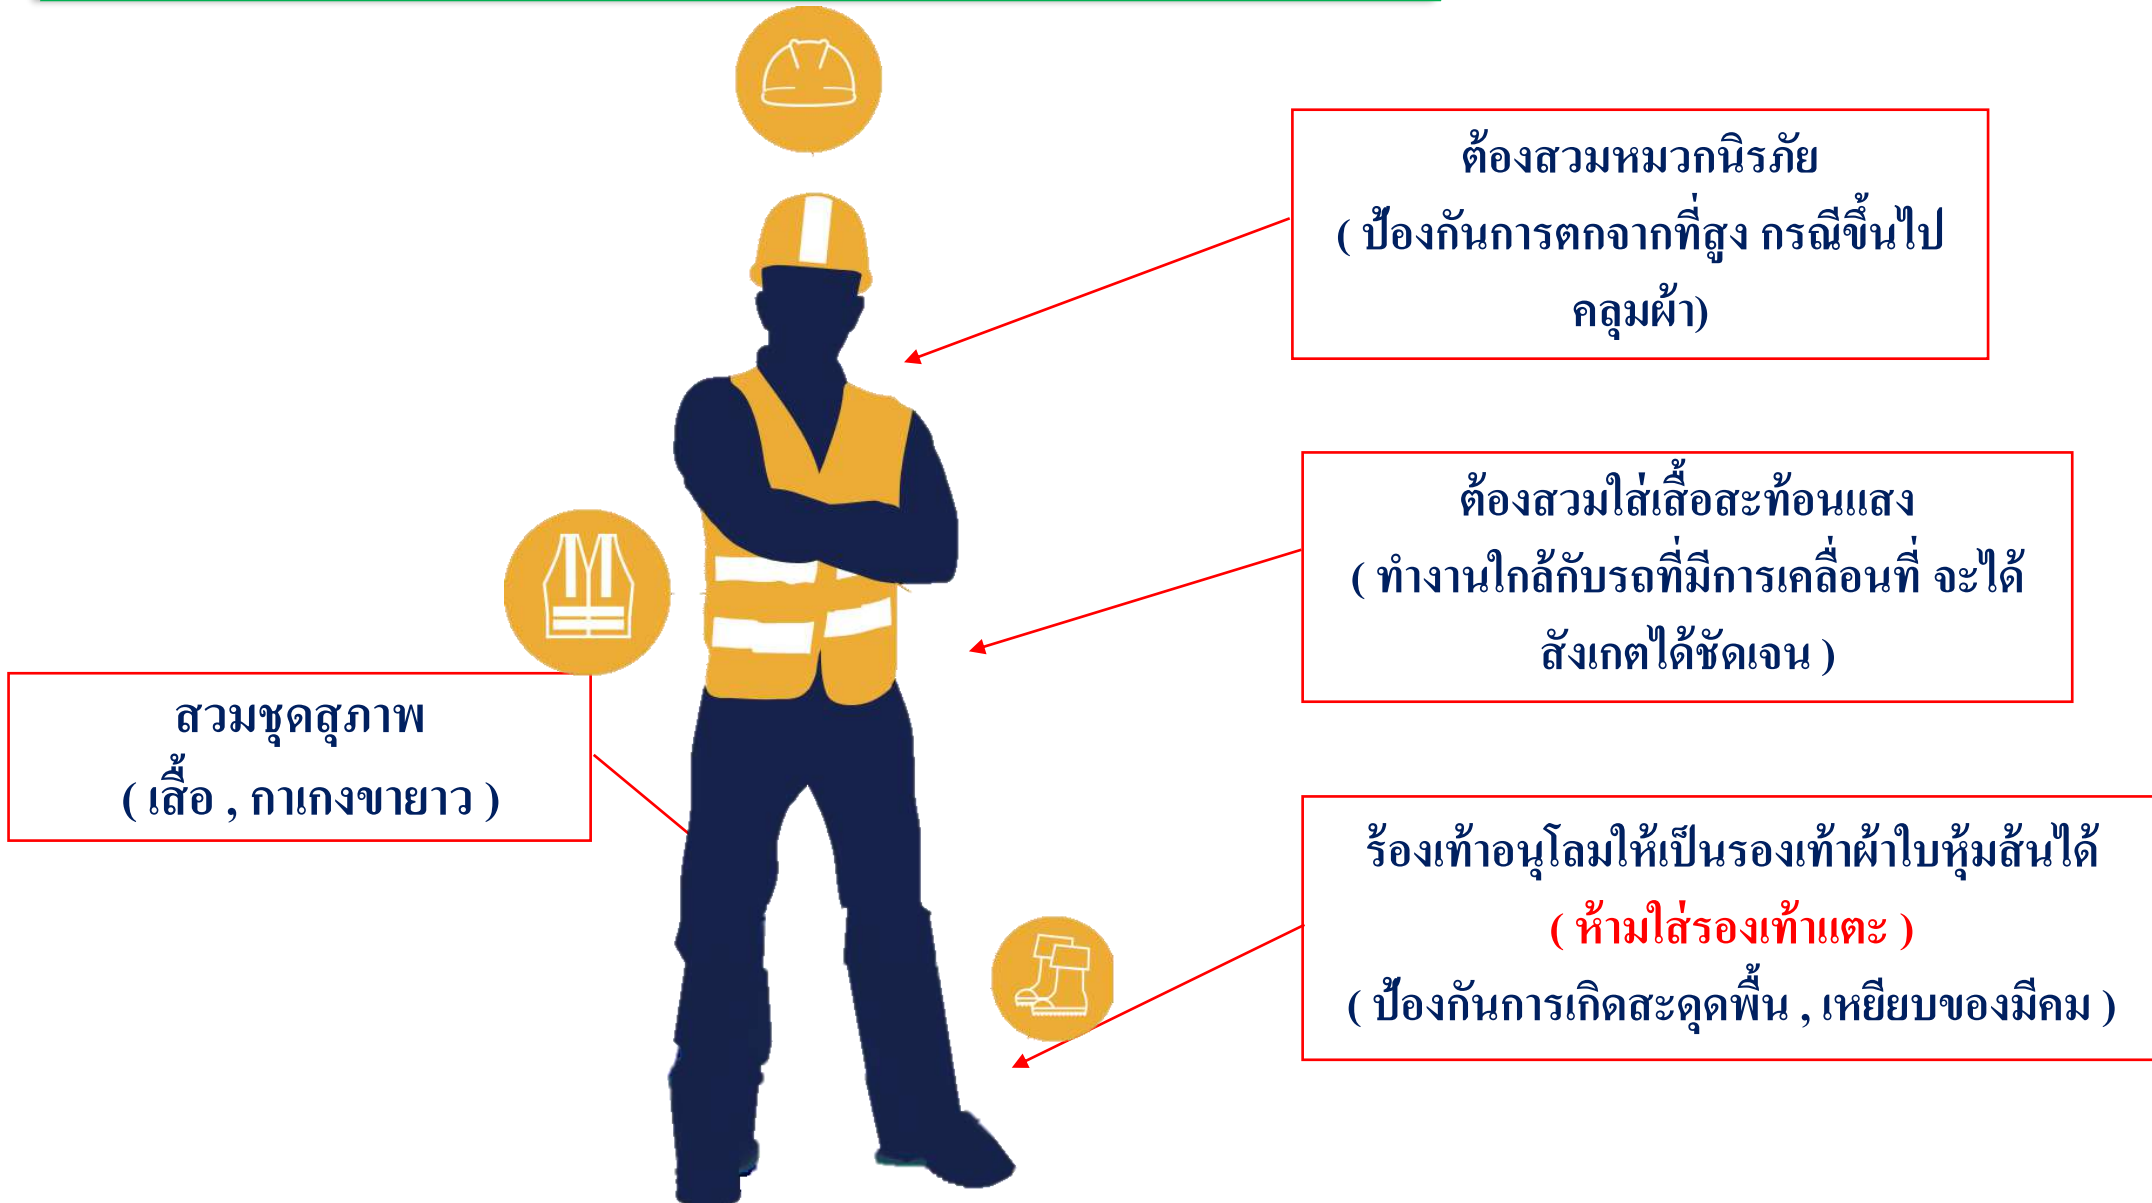 ต้องสวมหมวกนิรภัย
( ป้องกันการตกจากที่สูง กรณีขึ้นไป
คลุมผ้า)
ต้องสวมใส่เสื้อสะท้อนแสง
( ทำงานใกล้กับรถที่มีการเคลื่อนที่ จะได้
สังเกตได้ชัดเจน )
สวมชุดสุภาพ
( เสื้อ , กาเกงขายาว )
ร้องเท้าอนุโลมให้เป็นรองเท้าผ้าใบหุ้มส้นได้
( ห้ามใส่รองเท้าแตะ )
( ป้องกันการเกิดสะดุดพื้น , เหยียบของมีคม )